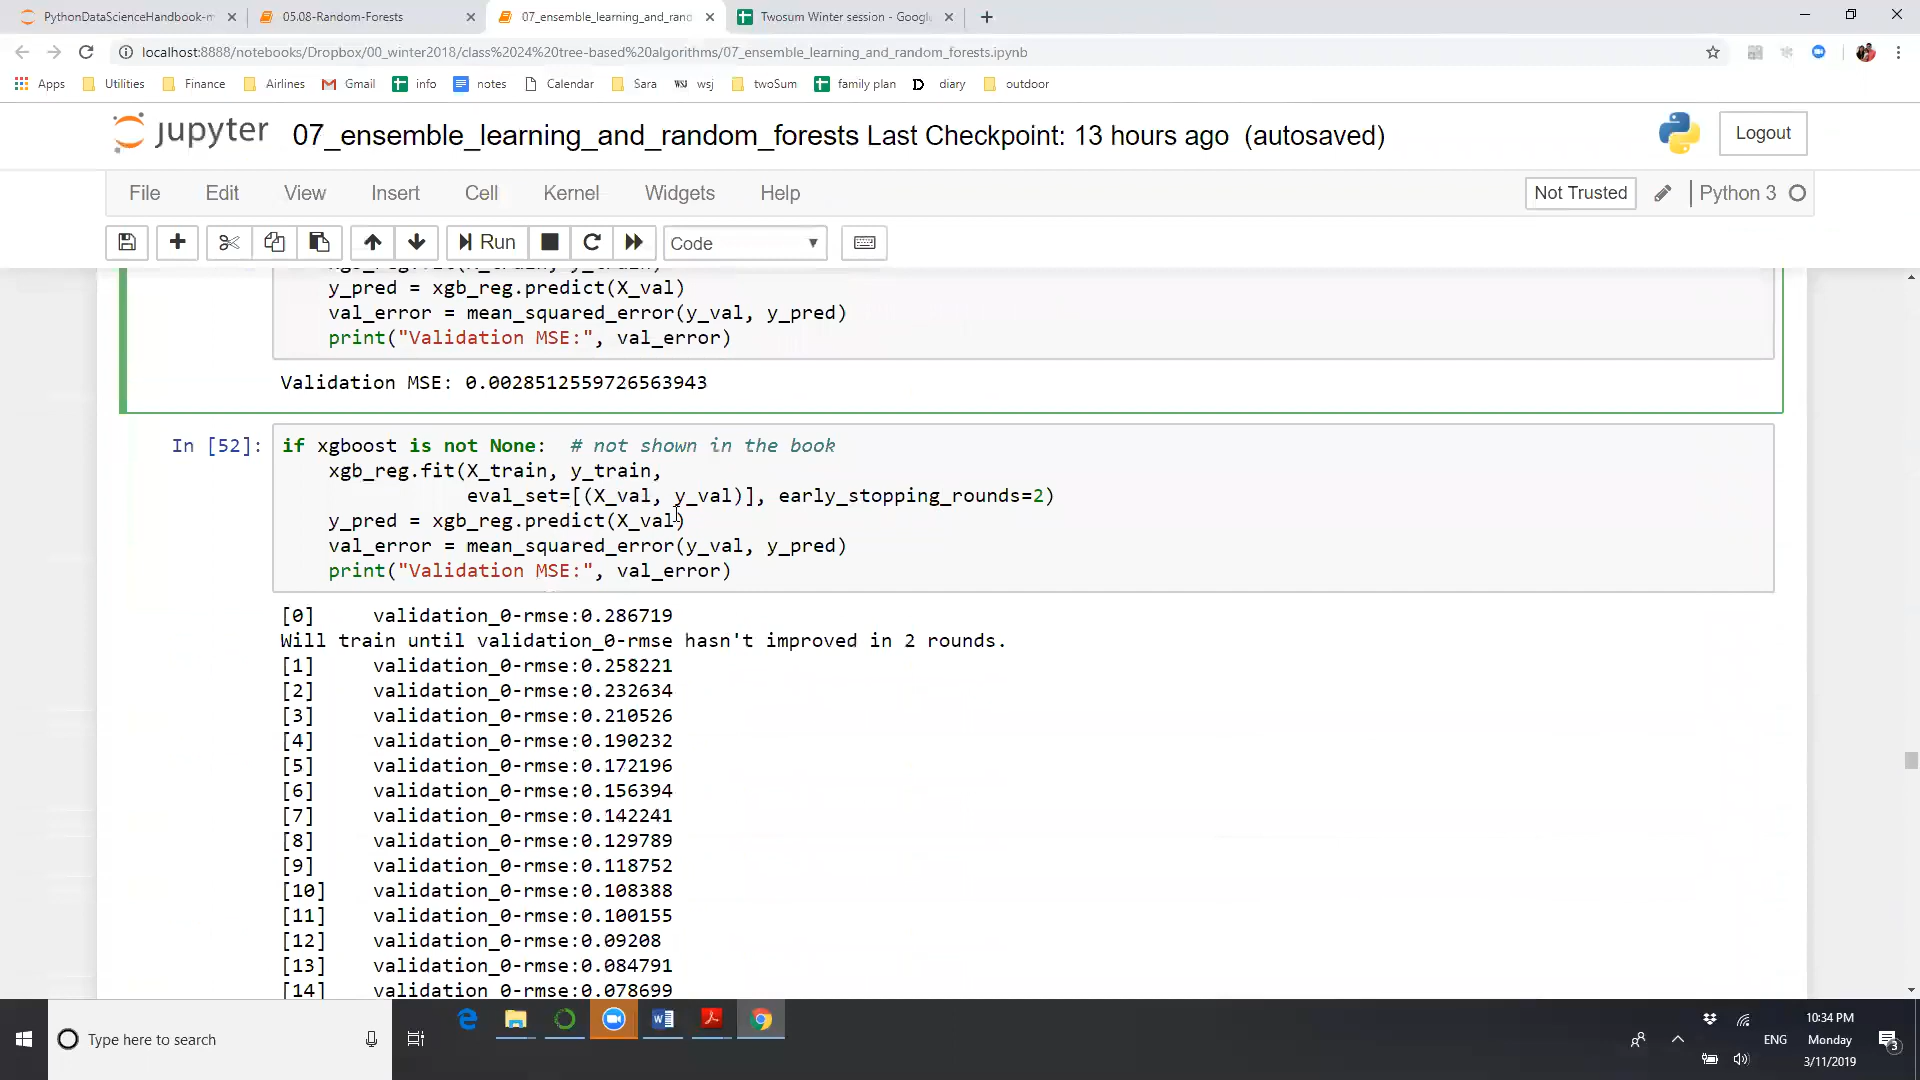 PythonDataScienceHandbook-m
05.08-Random-Forests
07_ensemble_learning_and_rand
Twosum Winter session - Google
localhost:8888/notebooks/Dropbox/00_winter2018/class%2024%20tree-based%20algorithms/07_ensemble_learning_and_random_forests.ipynb
Apps Utilities Finance Airlines Gmail info notes Calendar Sara WSJ wsj twoSum family plan D diary outdoor
jupyter 07_ensemble_learning_and_random_forests Last Checkpoint: 13 hours ago (autosaved) Logout
File Edit View Insert Cell Kernel Widgets Help Not Trusted Python 3
Run Code
xgb_reg.fit(X_train, y_train)
y_pred = xgb_reg.predict(X_val)
val_error = mean_squared_error(y_val, y_pred)
print("Validation MSE:", val_error)
Validation MSE: 0.0028512559726563943
In [52]: if xgboost is not None:  # not shown in the book
xgb_reg.fit(X_train, y_train,
eval_set=[(X_val, y_val)], early_stopping_rounds=2)
y_pred = xgb_reg.predict(X_val)
val_error = mean_squared_error(y_val, y_pred)
print("Validation MSE:", val_error)
[0] validation_0-rmse:0.286719
Will train until validation_0-rmse hasn't improved in 2 rounds.
[1] validation_0-rmse:0.258221
[2] validation_0-rmse:0.232634
[3] validation_0-rmse:0.210526
[4] validation_0-rmse:0.190232
[5] validation_0-rmse:0.172196
[6] validation_0-rmse:0.156394
[7] validation_0-rmse:0.142241
[8] validation_0-rmse:0.129789
[9] validation_0-rmse:0.118752
[10] validation_0-rmse:0.108388
[11] validation_0-rmse:0.100155
[12] validation_0-rmse:0.09208
[13] validation_0-rmse:0.084791
[14] validation_0-rmse:0.078699
Type here to search
ENG
10:34 PM
Monday
3/11/2019
3